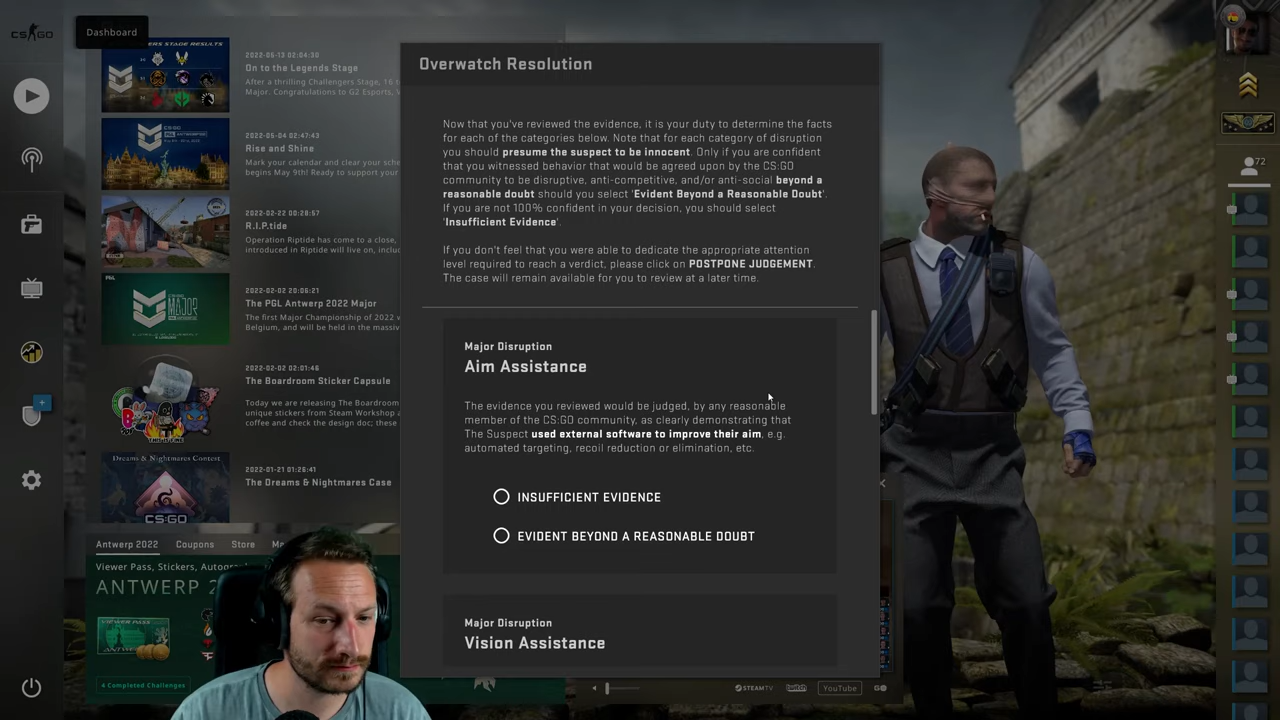 CS GO
Dashboard
ERS STAGE RESULTS
2022-05-13 02:04:30
On to the Legends Stage
After a thrilling Challengers Stage, 16 t
Major. Congratulations to G2 Esports, V
2022-05-04 02:47:43
Rise and Shine
Mark your calendar and clear your sche
begins May 9th! Ready to support your
2022-02-22 00:28:57
R.I.P.tide
Operation Riptide has come to a close,
introduced in Riptide will live on, includ
2022-02-02 20:06:21
The PGL Antwerp 2022 Major
The first Major Championship of 2022 w
Belgium, and will be held in the massiv
2022-02-02 02:01:46
The Boardroom Sticker Capsule
Today we are releasing The Boardroom
unique stickers from Steam Workshop a
coffee and check the design doc; these
2022-01-21 01:26:41
The Dreams & Nightmares Case
Dreams & Nightmares Contest
CS:GO
Antwerp 2022
Coupons
Store
Viewer Pass, Stickers, Autogr
ANTWERP 2
4 Completed Challenges
Overwatch Resolution
Now that you've reviewed the evidence, it is your duty to determine the facts
for each of the categories below. Note that for each category of disruption
you should presume the suspect to be innocent. Only if you are confident
that you witnessed behavior that would be agreed upon by the CS:GO
community to be disruptive, anti-competitive, and/or anti-social beyond a
reasonable doubt should you select 'Evident Beyond a Reasonable Doubt'.
If you are not 100% confident in your decision, you should select
'Insufficient Evidence'.
If you don't feel that you were able to dedicate the appropriate attention
level required to reach a verdict, please click on POSTPONE JUDGEMENT.
The case will remain available for you to review at a later time.
Major Disruption
Aim Assistance
The evidence you reviewed would be judged, by any reasonable
member of the CS:GO community, as clearly demonstrating that
The Suspect used external software to improve their aim, e.g.
automated targeting, recoil reduction or elimination, etc.
INSUFFICIENT EVIDENCE
EVIDENT BEYOND A REASONABLE DOUBT
Major Disruption
Vision Assistance
STEAMTV
twitch
YouTube
GO
72